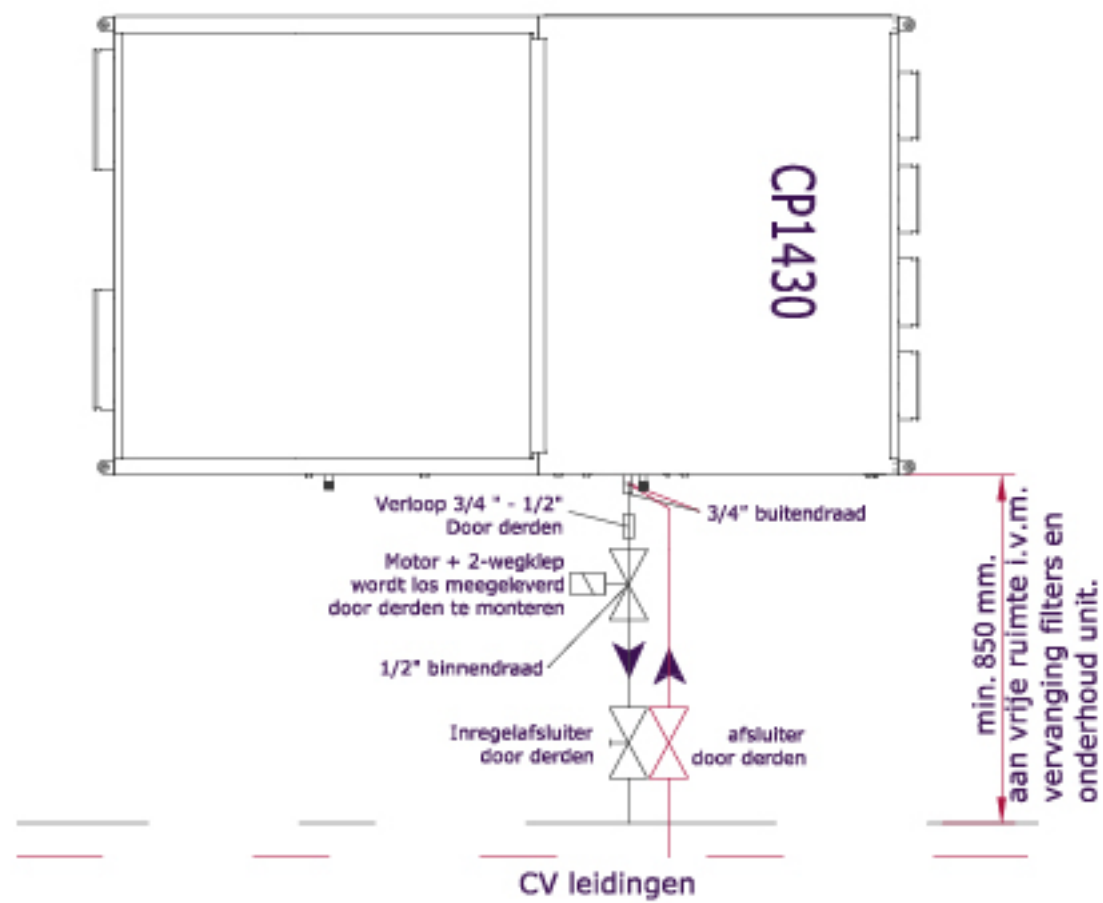 CP1430
Verloop 3/4 " - 1/2"
Door derden
3/4" buitendraad
Motor + 2-wegklep
wordt los meegeleverd
door derden te monteren
1/2" binnendraad
Inregelafsluiter
door derden
afsluiter
door derden
min. 850 mm.
aan vrije ruimte i.v.m.
vervanging filters en
onderhoud unit.
CV leidingen